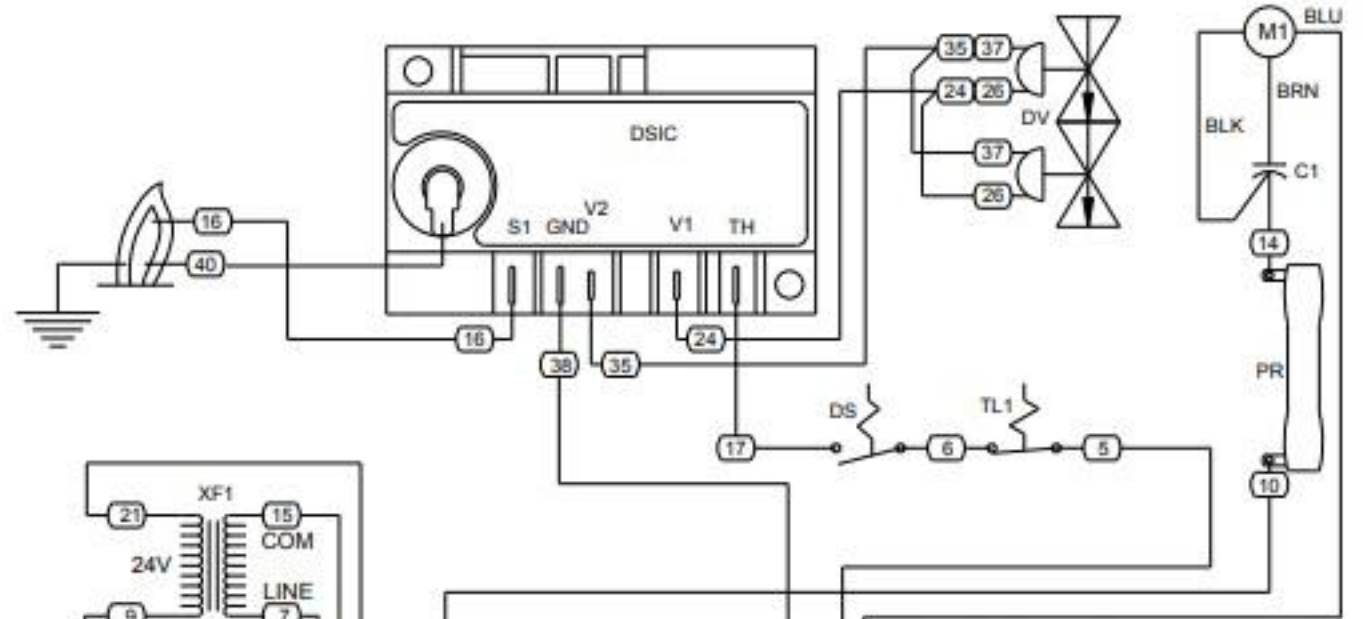 BLU
M1
35 37
BRN
24 26
DV
BLK
DSIC
37
C1
26
V2
S1 GND V1 TH
16
14
40
16
24
38 35
PR
DS TL1
17 6 5
10
XF1
21 15
COM
24V
LINE
9 7